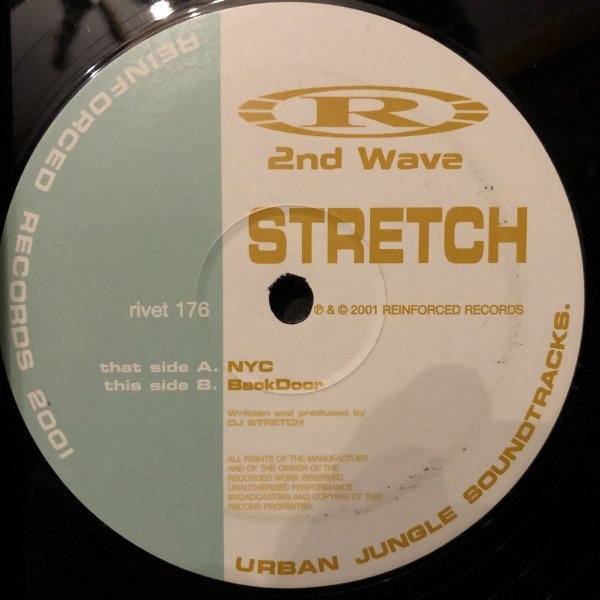 R
2nd Wave
STRETCH
rivet 176
℗ & © 2001 REINFORCED RECORDS
that side A. NYC
this side B. BackDoor
Written and produced by
DJ STRETCH
ALL RIGHTS OF THE MANUFACTUER
AND OF THE OWNER OF THE
RECORDED WORK RESERVED.
UNAUTHORISED PERFORMANCE
BROADCASTING AND COPYING OF THIS
RECORD PROHIBITED
REINFORCED RECORDS 2001
URBAN JUNGLE SOUNDTRACKS.